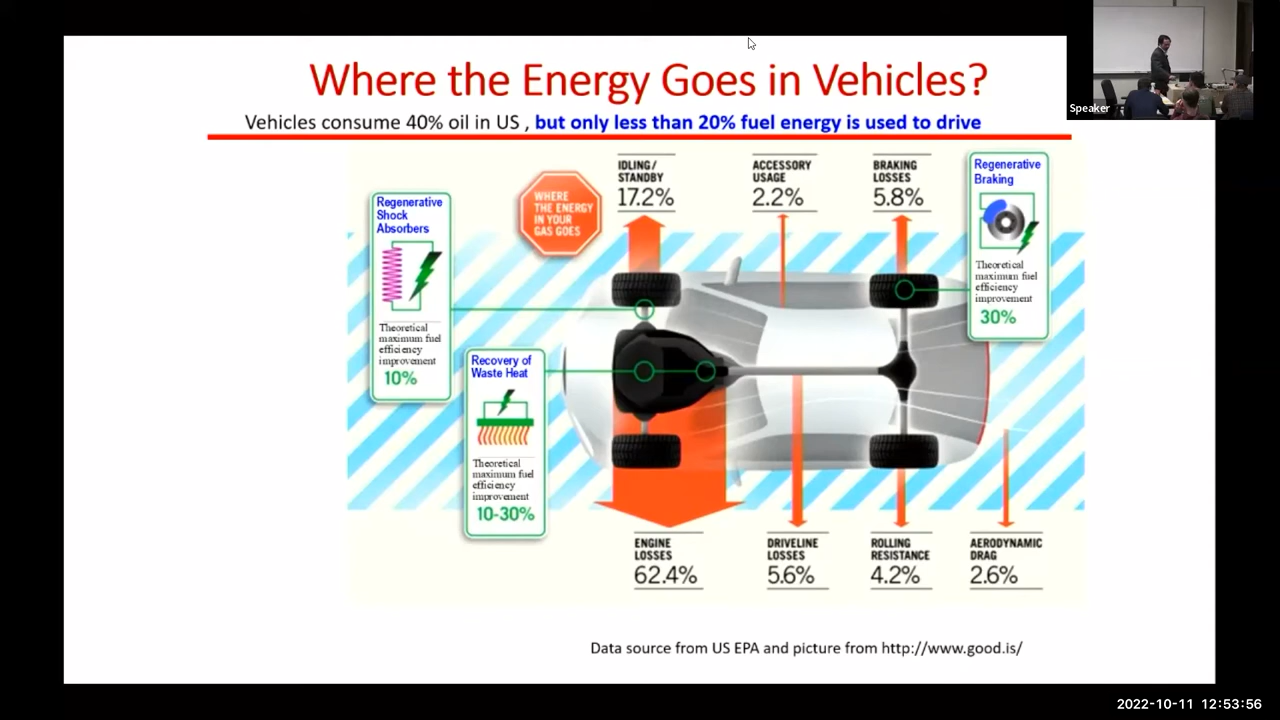 Where the Energy Goes in Vehicles?
Vehicles consume 40% oil in US , but only less than 20% fuel energy is used to drive
Speaker
IDLING/
STANDBY
17.2%
ACCESSORY
USAGE
2.2%
BRAKING
LOSSES
5.8%
Regenerative
Braking
Theoretical
maximum fuel
efficiency
improvement
30%
WHERE
THE ENERGY
IN YOUR
GAS GOES
Regenerative
Shock
Absorbers
Theoretical
maximum fuel
efficiency
improvement
10%
Recovery of
Waste Heat
Theoretical
maximum fuel
efficiency
improvement
10-30%
ENGINE
LOSSES
62.4%
DRIVELINE
LOSSES
5.6%
ROLLING
RESISTANCE
4.2%
AERODYNAMIC
DRAG
2.6%
Data source from US EPA and picture from http://www.good.is/
2022-10-11 12:53:56